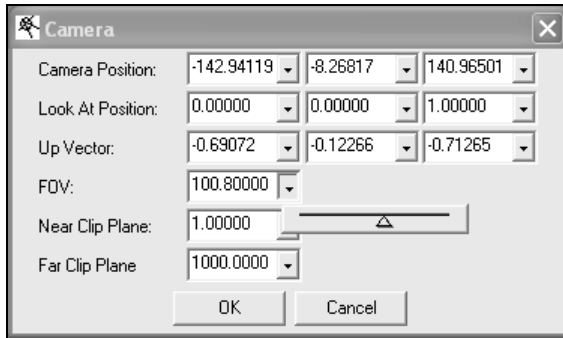 Camera
Camera Position: -142.94119 -8.26817 140.96501
Look At Position: 0.00000 0.00000 1.00000
Up Vector: -0.69072 -0.12266 -0.71265
FOV: 100.80000
Near Clip Plane: 1.00000
Far Clip Plane 1000.0000
OK Cancel